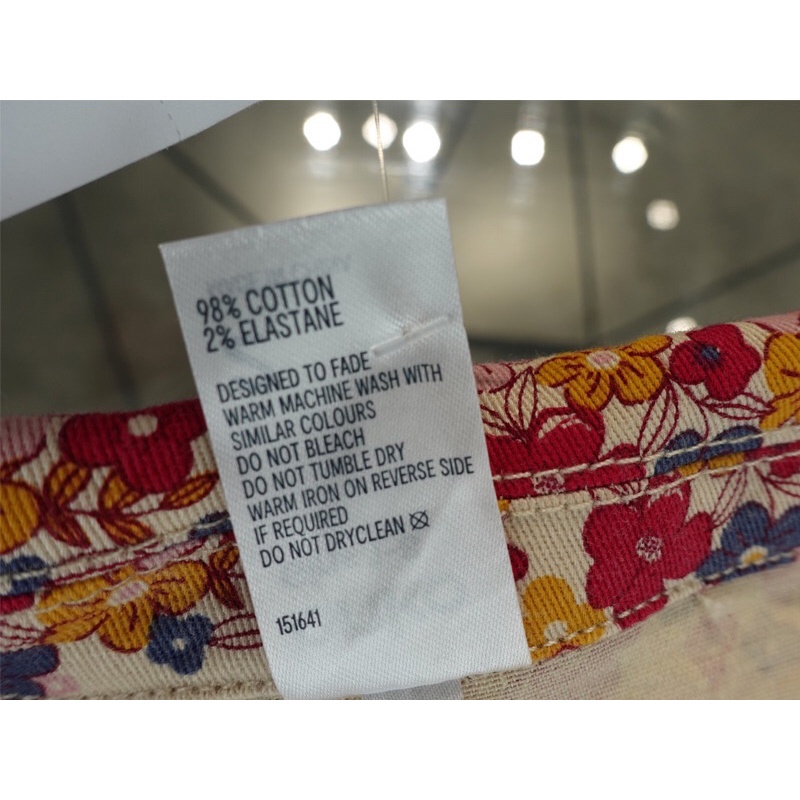 98% COTTON
2% ELASTANE
DESIGNED TO FADE
WARM MACHINE WASH WITH
SIMILAR COLOURS
DO NOT BLEACH
DO NOT TUMBLE DRY
WARM IRON ON REVERSE SIDE
IF REQUIRED
DO NOT DRYCLEAN
151641